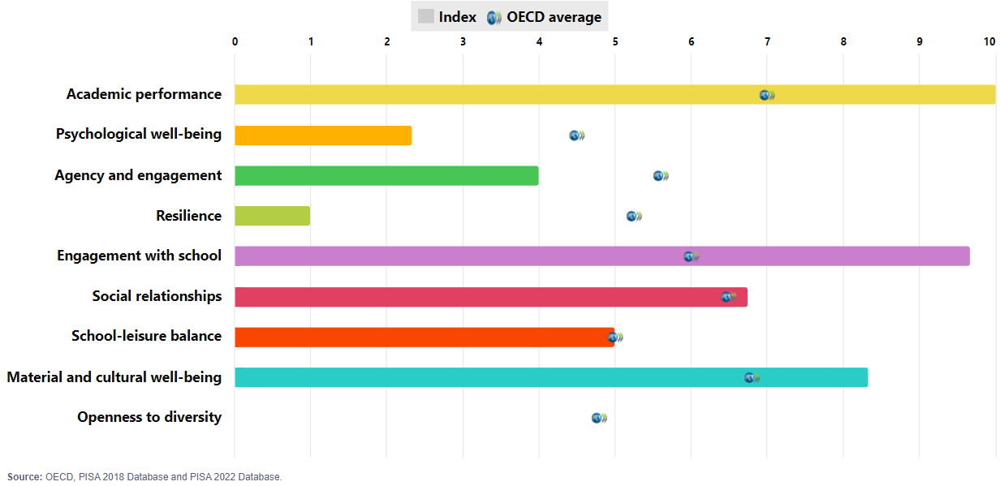 Index OECD average
0 1 2 3 4 5 6 7 8 9 10
Academic performance
Psychological well-being
Agency and engagement
Resilience
Engagement with school
Social relationships
School-leisure balance
Material and cultural well-being
Openness to diversity
Source: OECD, PISA 2018 Database and PISA 2022 Database.